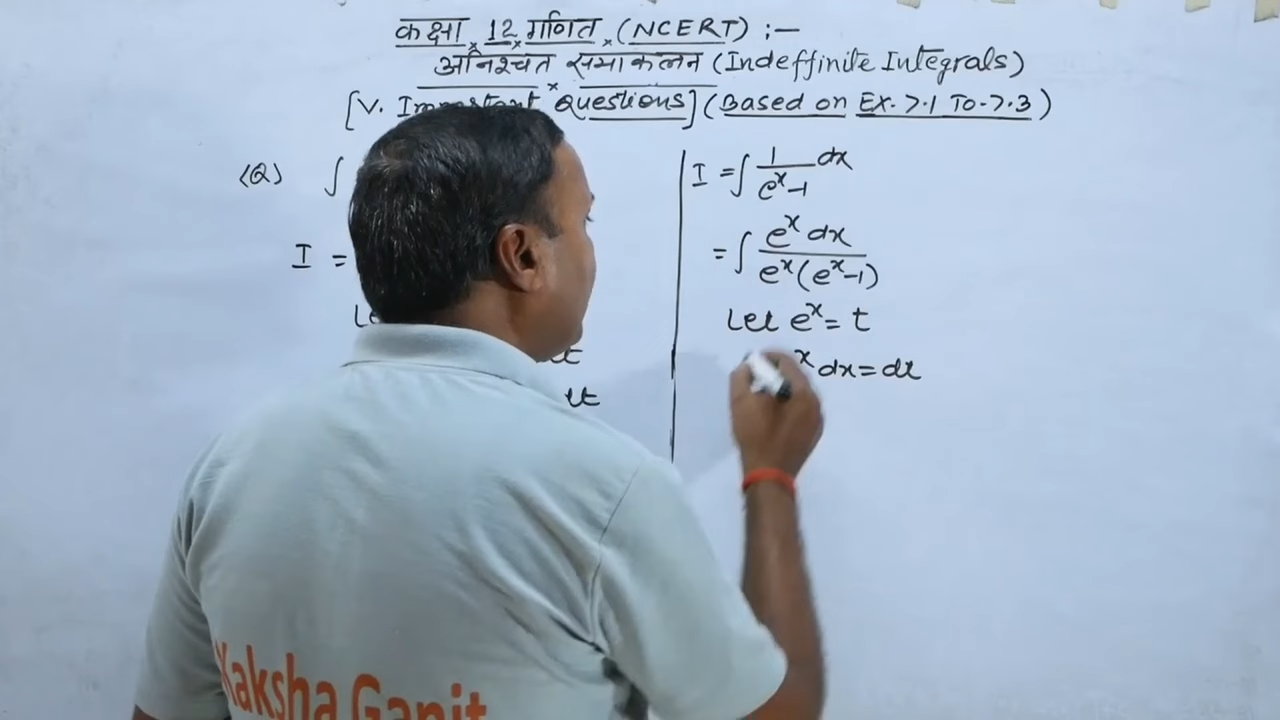 कक्षा 12 गणित (NCERT) :-
अनिश्चत समाकलन (Indeffinite Integrals)
[V. Important Questions] (Based on EX. 7.1 To 7.3)
(Q) ∫
I =
I = ∫ 1/(e^x-1) dx
= ∫ e^x dx / e^x(e^x-1)
Let e^x = t
x dx = dt
Kaksha Ganit